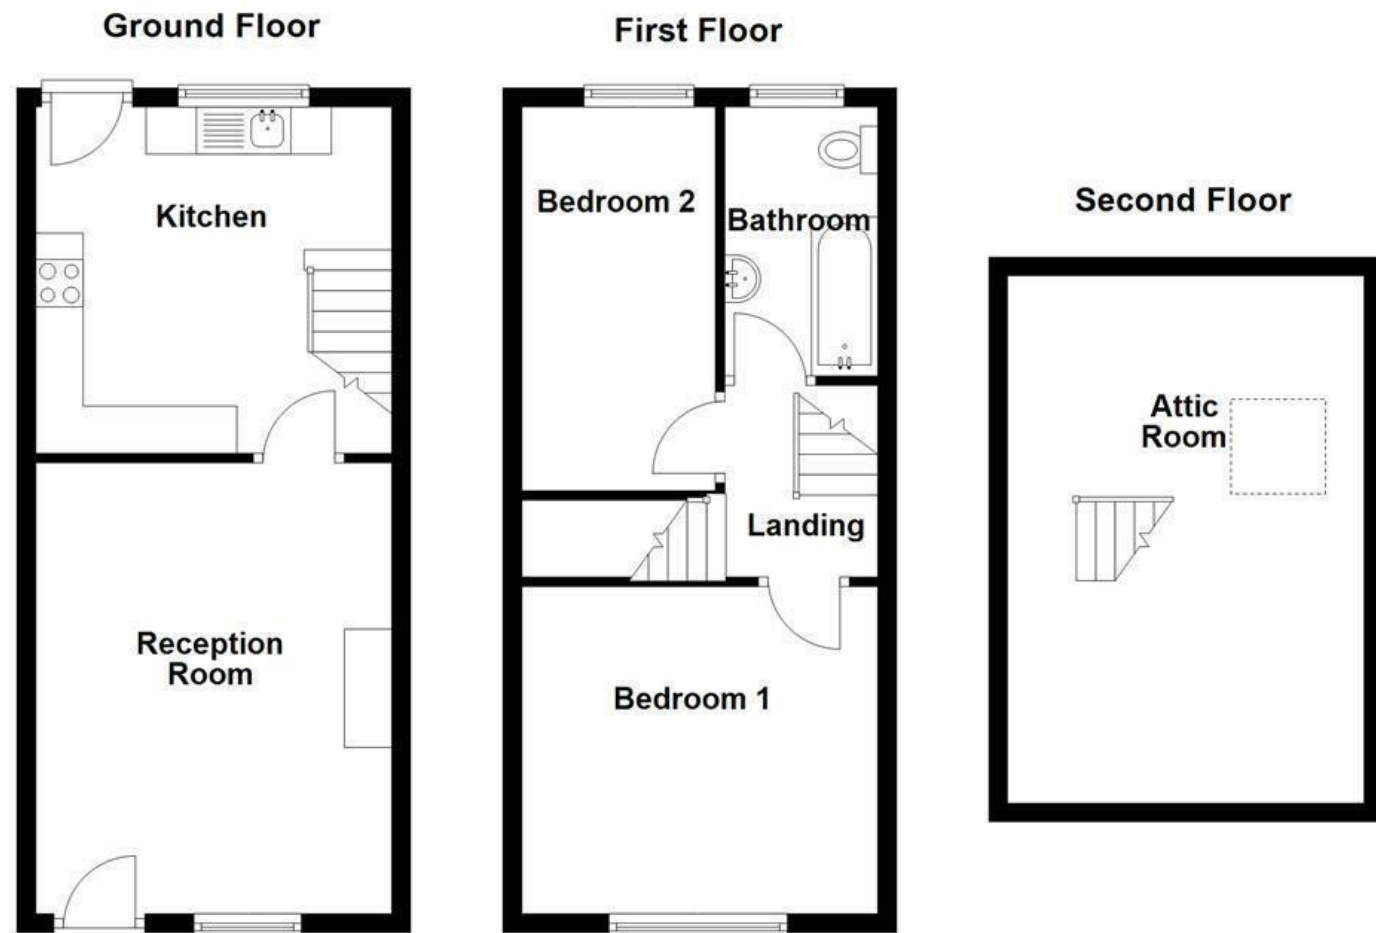 Ground Floor
Kitchen
Reception
Room
First Floor
Bedroom 2
Bathroom
Landing
Bedroom 1
Second Floor
Attic
Room